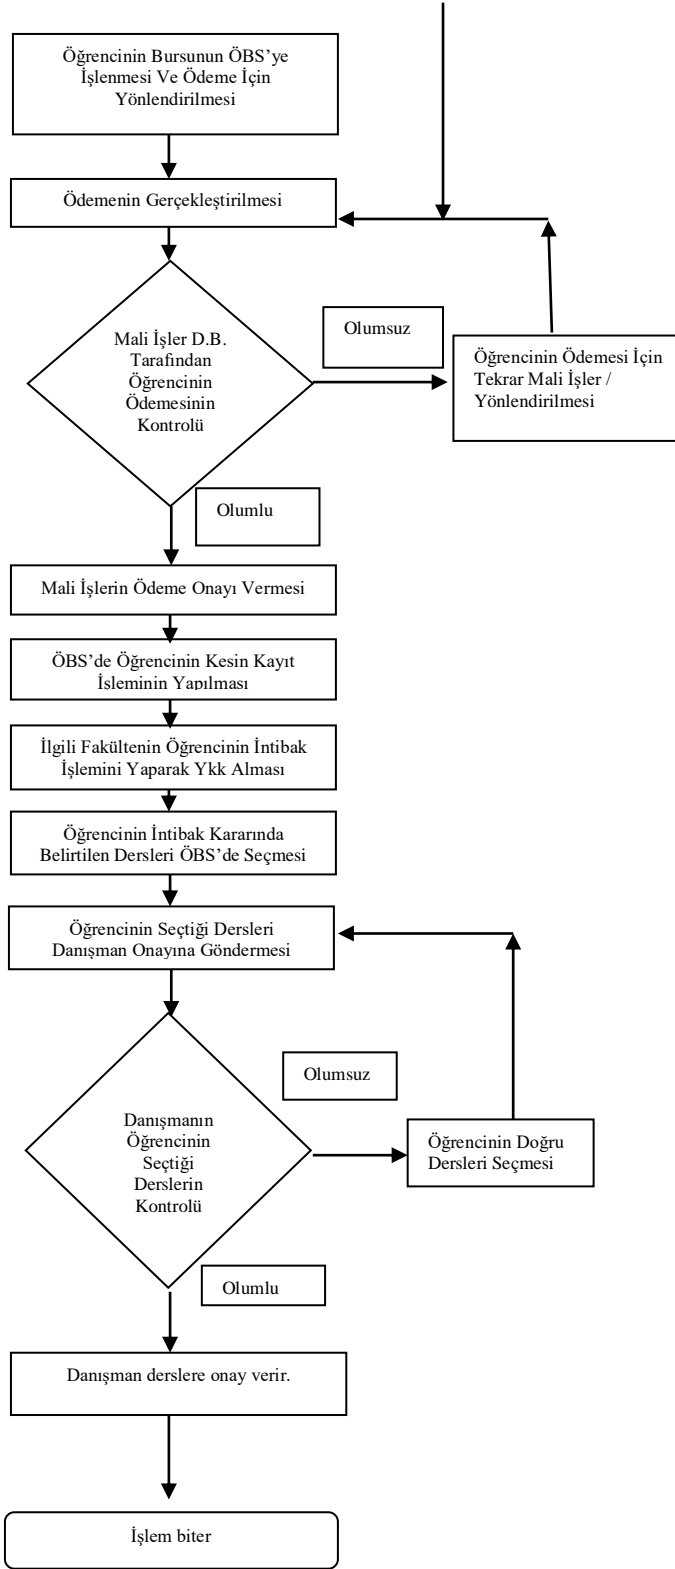 Öğrencinin Bursunun ÖBS’ye
İşlenmesi Ve Ödeme İçin
Yönlendirilmesi
Ödemenin Gerçekleştirilmesi
Mali İşler D.B.
Tarafından
Öğrencinin
Ödemesinin
Kontrolü
Olumsuz
Öğrencinin Ödemesi İçin
Tekrar Mali İşler /
Yönlendirilmesi
Olumlu
Mali İşlerin Ödeme Onayı Vermesi
ÖBS’de Öğrencinin Kesin Kayıt
İşleminin Yapılması
İlgili Fakültenin Öğrencinin İntibak
İşlemini Yaparak Ykk Alması
Öğrencinin İntibak Kararında
Belirtilen Dersleri ÖBS’de Seçmesi
Öğrencinin Seçtiği Dersleri
Danışman Onayına Göndermesi
Olumsuz
Danışmanın
Öğrencinin
Seçtiği
Derslerin
Kontrolü
Öğrencinin Doğru
Dersleri Seçmesi
Olumlu
Danışman derslere onay verir.
İşlem biter